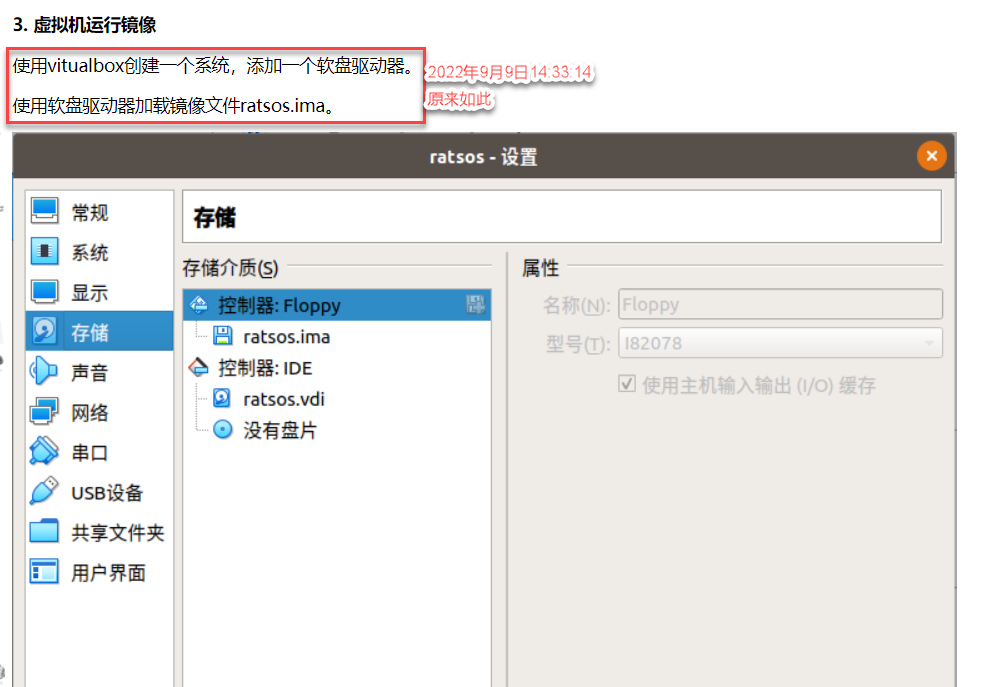 3. 虚拟机运行镜像
使用vitualbox创建一个系统，添加一个软盘驱动器。
2022年9月9日14:33:14
使用软盘驱动器加载镜像文件ratsos.ima。
原来如此
ratsos - 设置
常规
系统
显示
存储
声音
网络
串口
USB设备
共享文件夹
用户界面
存储
存储介质(S)
控制器: Floppy
ratsos.ima
控制器: IDE
ratsos.vdi
没有盘片
属性
名称(N): Floppy
型号(T): I82078
使用主机输入输出 (I/O) 缓存